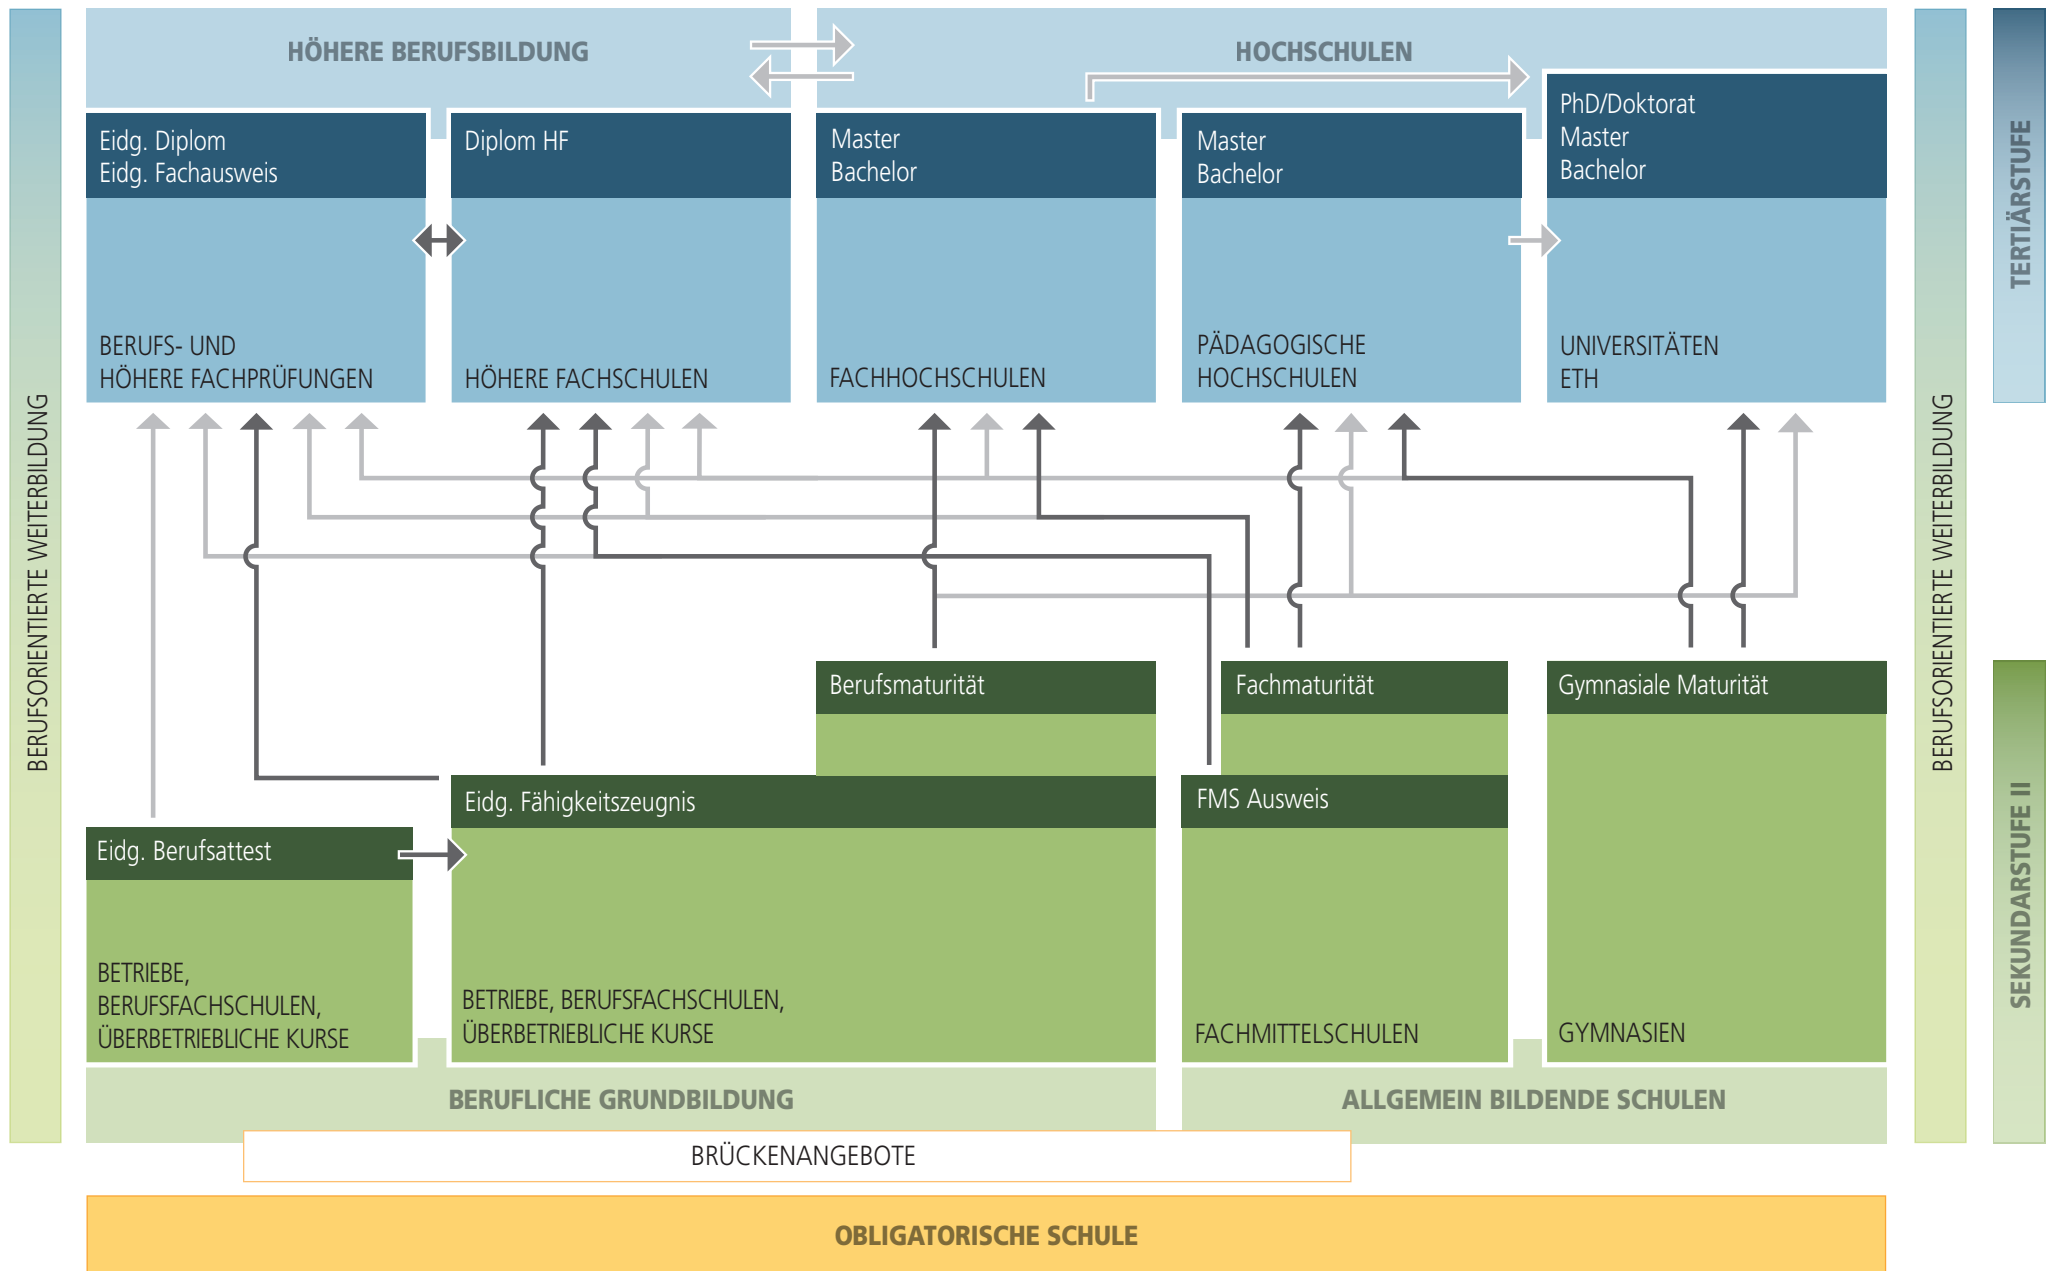 HÖHERE BERUFSBILDUNG
HOCHSCHULEN
Eidg. Diplom
Eidg. Fachausweis
Diplom HF
Master
Bachelor
Master
Bachelor
PhD/Doktorat
Master
Bachelor
BERUFS- UND
HÖHERE FACHPRÜFUNGEN
HÖHERE FACHSCHULEN
FACHHOCHSCHULEN
PÄDAGOGISCHE
HOCHSCHULEN
UNIVERSITÄTEN
ETH
TERTIÄRSTUFE
BERUFSORIENTIERTE WEITERBILDUNG
BERUFSORIENTIERTE WEITERBILDUNG
Berufsmaturität
Fachmaturität
Gymnasiale Maturität
Eidg. Fähigkeitszeugnis
FMS Ausweis
Eidg. Berufsattest
BETRIEBE,
BERUFSFACHSCHULEN,
ÜBERBETRIEBLICHE KURSE
BETRIEBE, BERUFSFACHSCHULEN,
ÜBERBETRIEBLICHE KURSE
FACHMITTELSCHULEN
GYMNASIEN
SEKUNDARSTUFE II
BERUFLICHE GRUNDBILDUNG
ALLGEMEIN BILDENDE SCHULEN
BRÜCKENANGEBOTE
OBLIGATORISCHE SCHULE